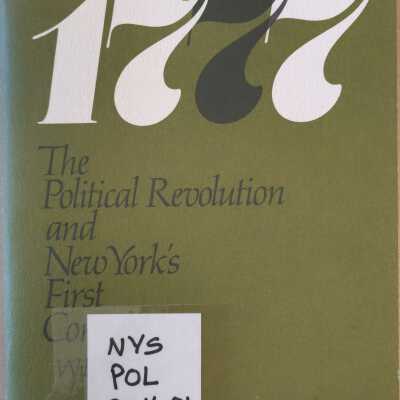 1777
The
Political Revolution
and
New York's
First
NYS
POL